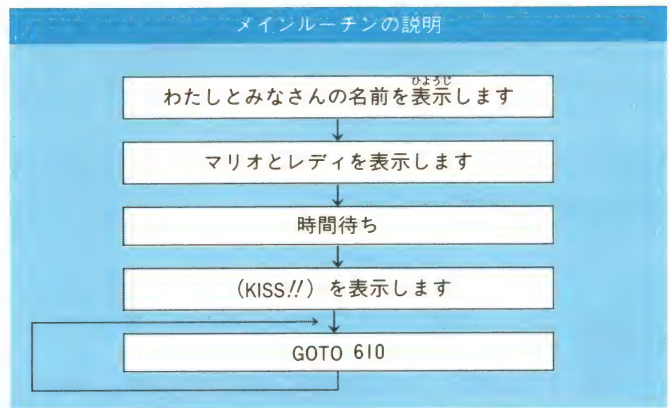 メインルーチンの説明
ひょうじ
わたしとみなさんの名前を表示します
マリオとレディを表示します
時間待ち
(KISS!!) を表示します
GOTO 610